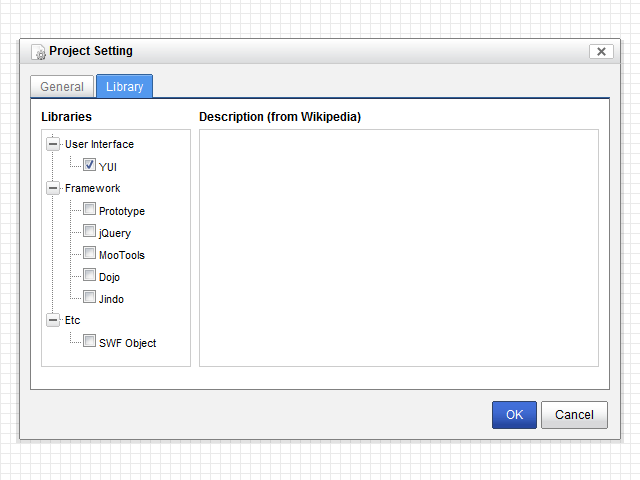 Project Setting
General Library
Libraries Description (from Wikipedia)
User Interface
YUI
Framework
Prototype
jQuery
MooTools
Dojo
Jindo
Etc
SWF Object
OK Cancel